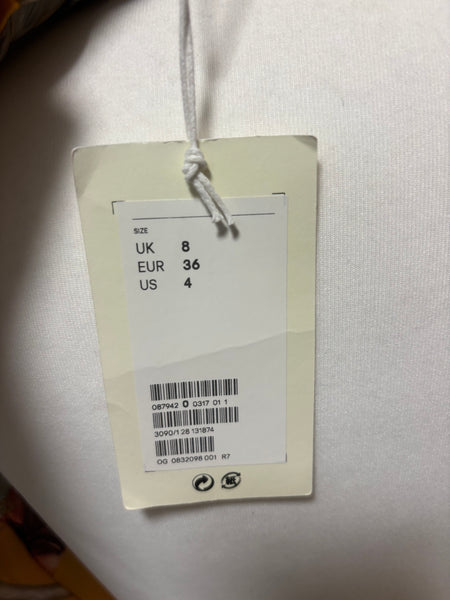 SIZE
UK 8
EUR 36
US 4
087942 0 0317 01 1
3090/1 28 131874
OG 0832098 001 R7